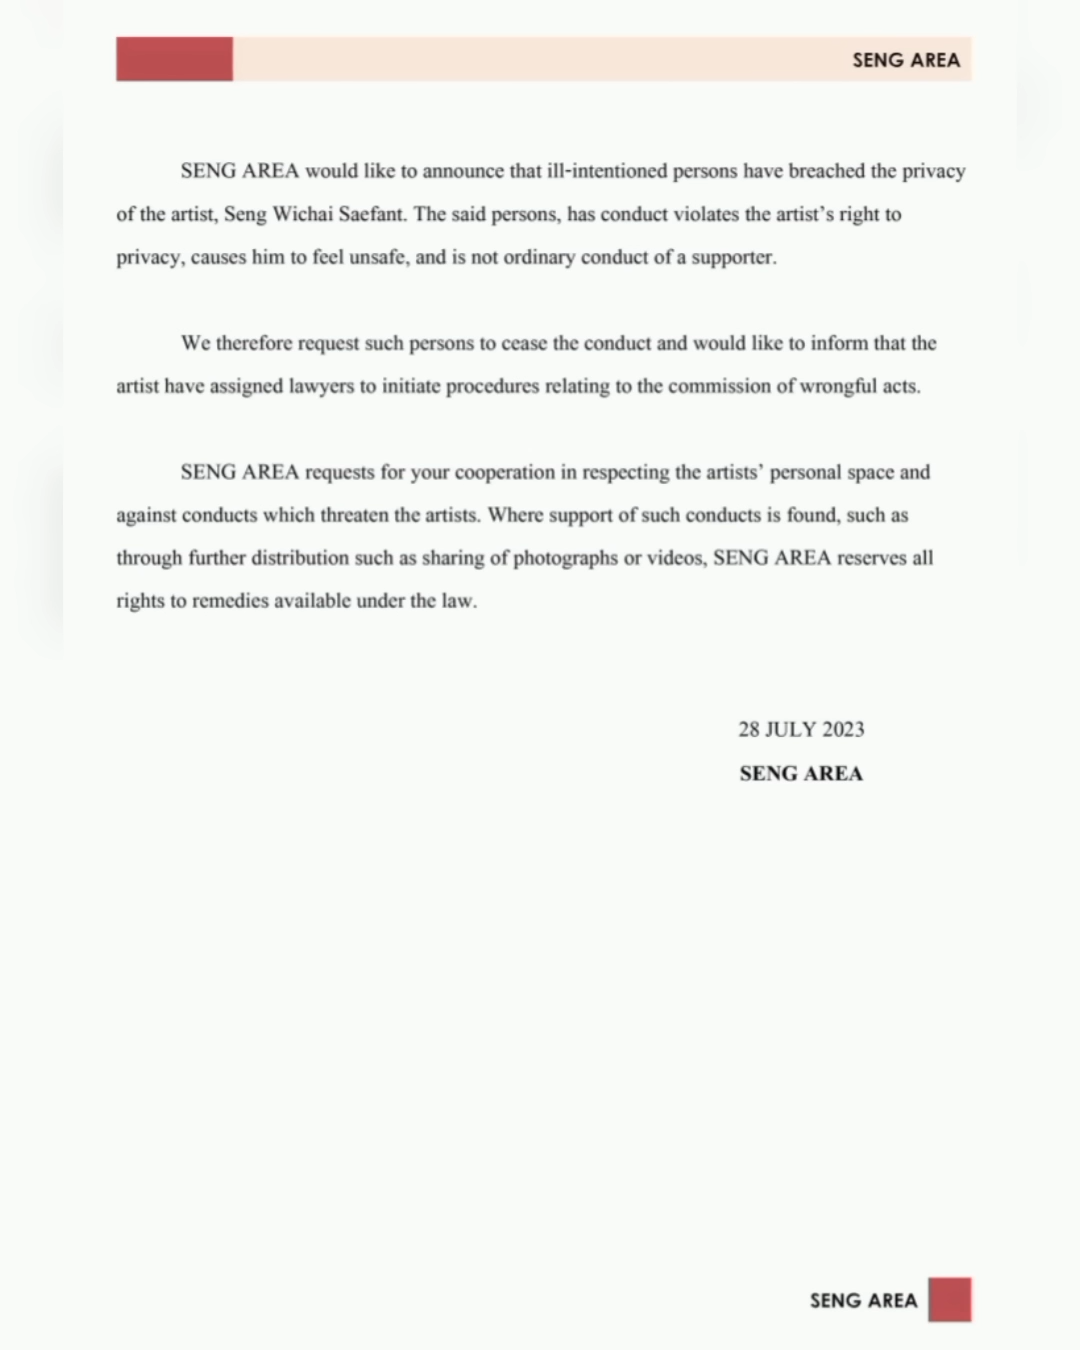 SENG AREA
SENG AREA would like to announce that ill-intentioned persons have breached the privacy
of the artist, Seng Wichai Saefant. The said persons, has conduct violates the artist’s right to
privacy, causes him to feel unsafe, and is not ordinary conduct of a supporter.
We therefore request such persons to cease the conduct and would like to inform that the
artist have assigned lawyers to initiate procedures relating to the commission of wrongful acts.
SENG AREA requests for your cooperation in respecting the artists’ personal space and
against conducts which threaten the artists. Where support of such conducts is found, such as
through further distribution such as sharing of photographs or videos, SENG AREA reserves all
rights to remedies available under the law.
28 JULY 2023
SENG AREA
SENG AREA